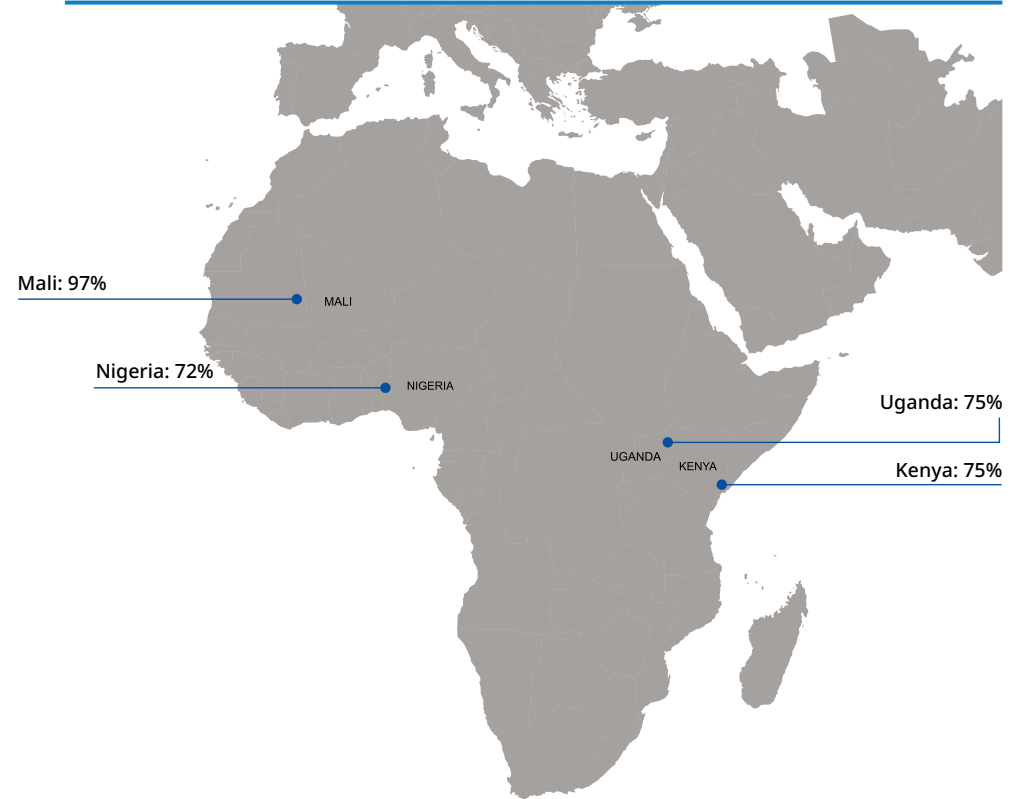 Mali: 97%
MALI
Nigeria: 72%
NIGERIA
Uganda: 75%
UGANDA
KENYA
Kenya: 75%